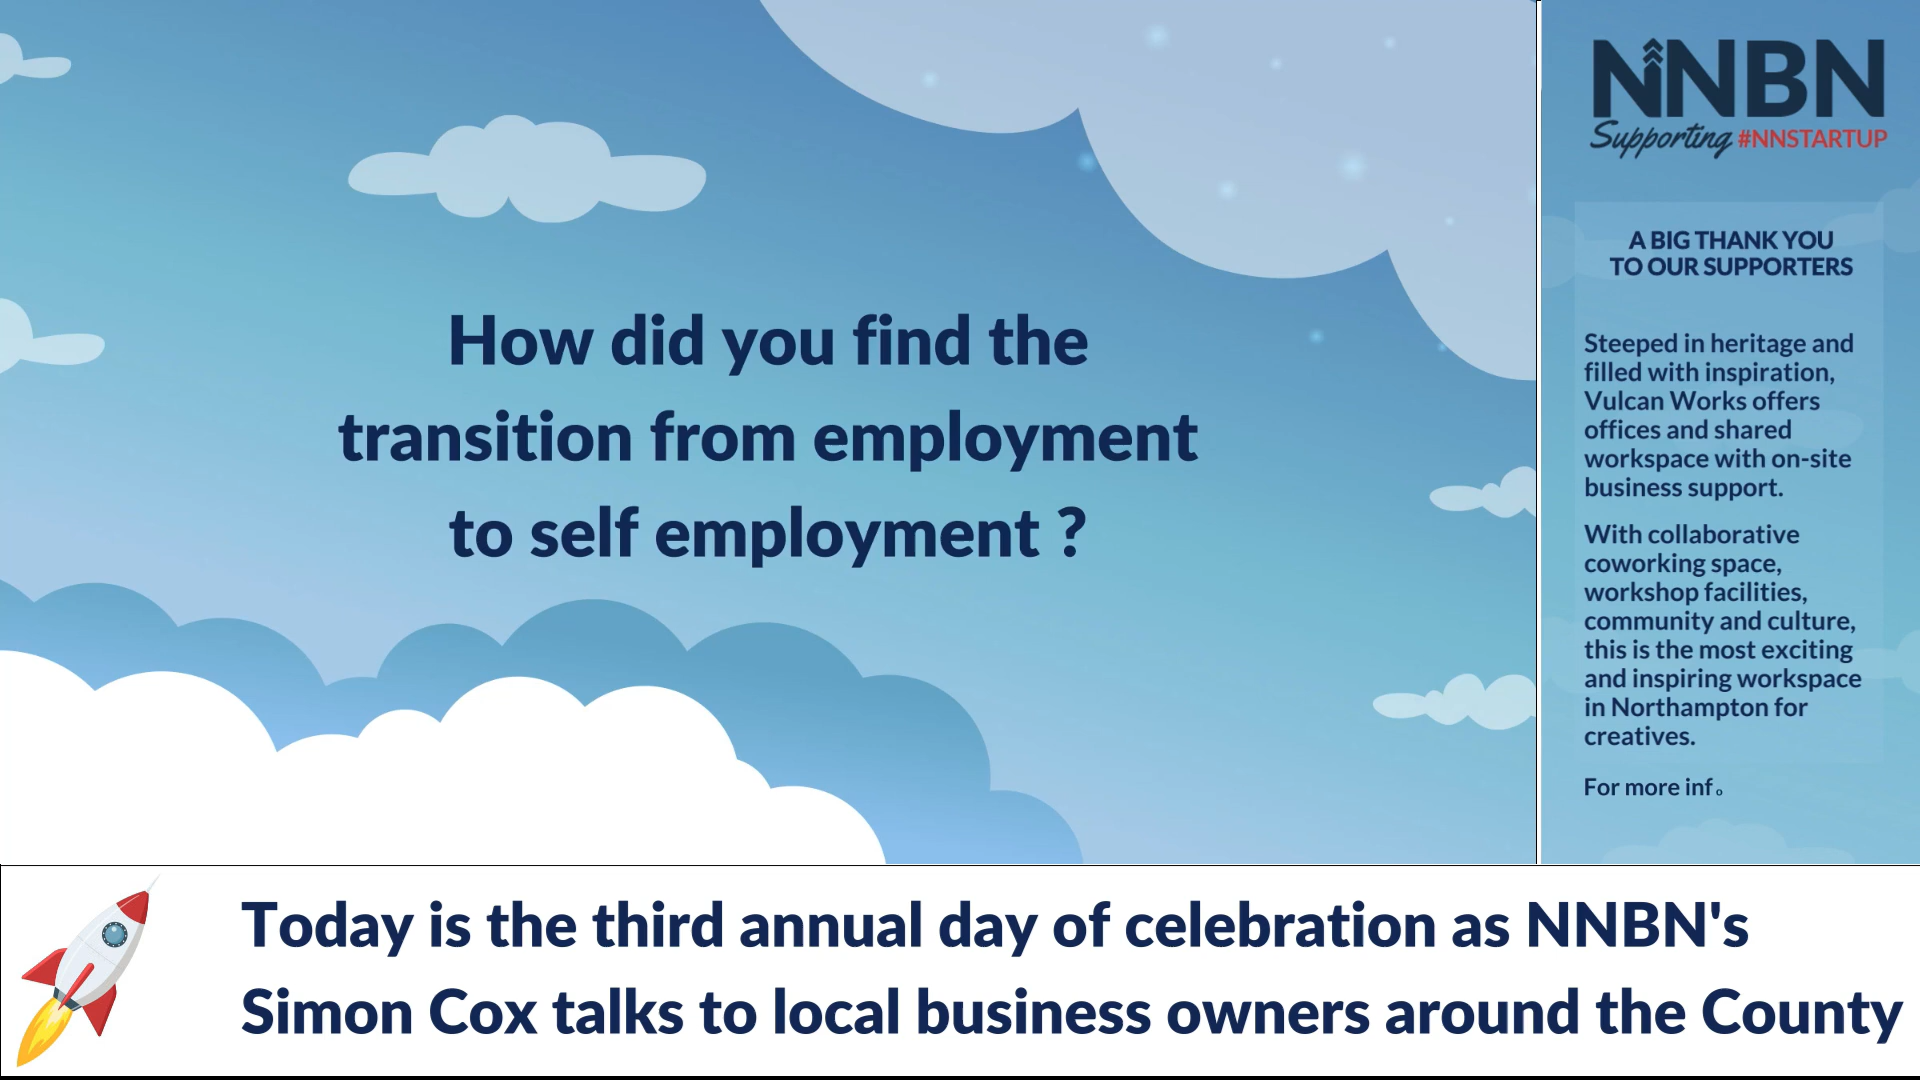 How did you find the
transition from employment
to self employment ?
NNBN
Supporting #NNSTARTUP
A BIG THANK YOU
TO OUR SUPPORTERS
Steeped in heritage and
filled with inspiration,
Vulcan Works offers
offices and shared
workspace with on-site
business support.
With collaborative
coworking space,
workshop facilities,
community and culture,
this is the most exciting
and inspiring workspace
in Northampton for
creatives.
For more info
Today is the third annual day of celebration as NNBN's
Simon Cox talks to local business owners around the County